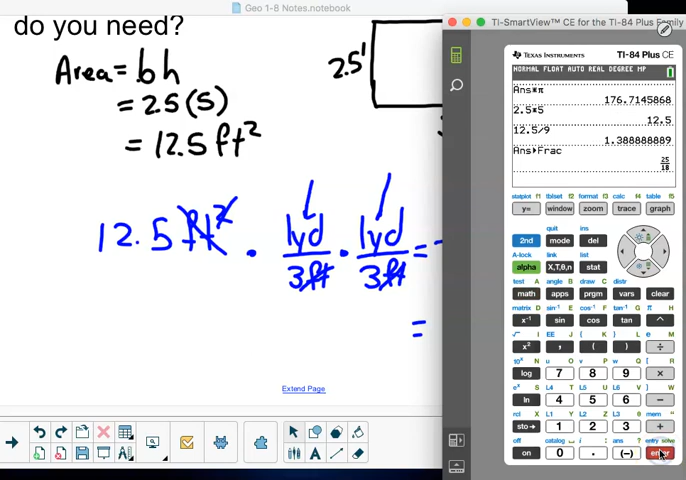 Geo 1-8 Notes.notebook
TI-SmartView™ CE for the TI-84 Plus Family
do you need?
Area = bh
= 2.5 (5)
= 12.5 ft²
2.5'
12.5 ft² · 1yd/3ft · 1yd/3ft =
=
Extend Page
TEXAS INSTRUMENTS TI-84 Plus CE
NORMAL FLOAT AUTO REAL DEGREE MP
Ans*π
176.7145868
2.5*5
12.5
12.5/9
1.388888889
Ans▸Frac
25/18
statplot f1 tblset f2 format f3 calc f4 table f5
y= window zoom trace graph
quit ins
2nd mode del
A-lock link list
alpha X,T,θ,n stat
test A angle B draw C distr
math apps prgm vars clear
matrix D sin⁻¹ E cos⁻¹ F tan⁻¹ G π H
x⁻¹ sin cos tan ^
√ I EE J { K } L e M
x² , ( ) ÷
10ˣ N u O v P w Q [ R
log 7 8 9 ×
eˣ S L4 T L5 U L6 V ] W
ln 4 5 6 −
rcl X L1 Y L2 Z L3 θ mem "
sto→ 1 2 3 +
off catalog ␣ i : ans ? entry solve
on 0 . (−) enter